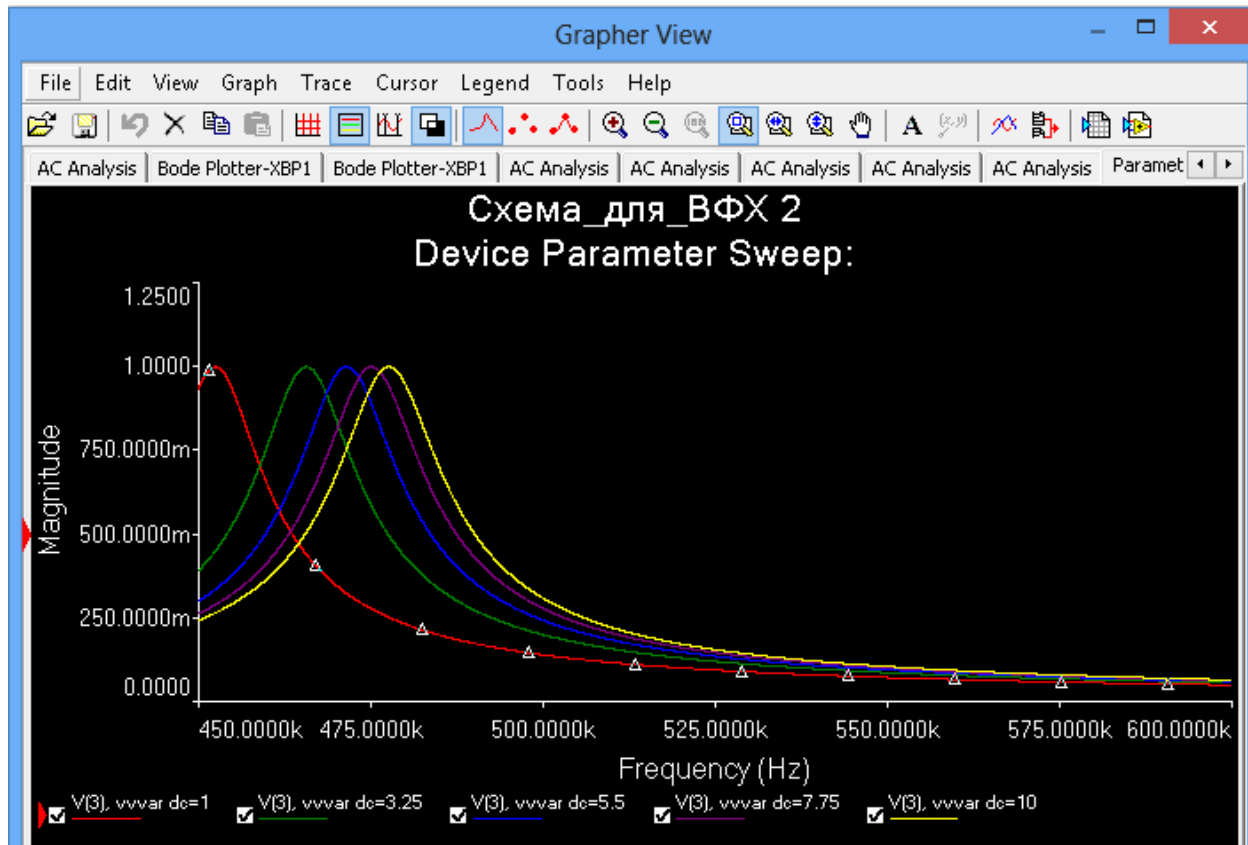 Grapher View
File Edit View Graph Trace Cursor Legend Tools Help
A (x,y)
AC Analysis Bode Plotter-XBP1 Bode Plotter-XBP1 AC Analysis AC Analysis AC Analysis AC Analysis AC Analysis Paramet
Схема_для_ВФХ 2
Device Parameter Sweep:
1.2500
1.0000
750.0000m
500.0000m
250.0000m
0.0000
Magnitude
450.0000k 475.0000k 500.0000k 525.0000k 550.0000k 575.0000k 600.0000k
Frequency (Hz)
V(3), vvvar dc=1 V(3), vvvar dc=3.25 V(3), vvvar dc=5.5 V(3), vvvar dc=7.75 V(3), vvvar dc=10